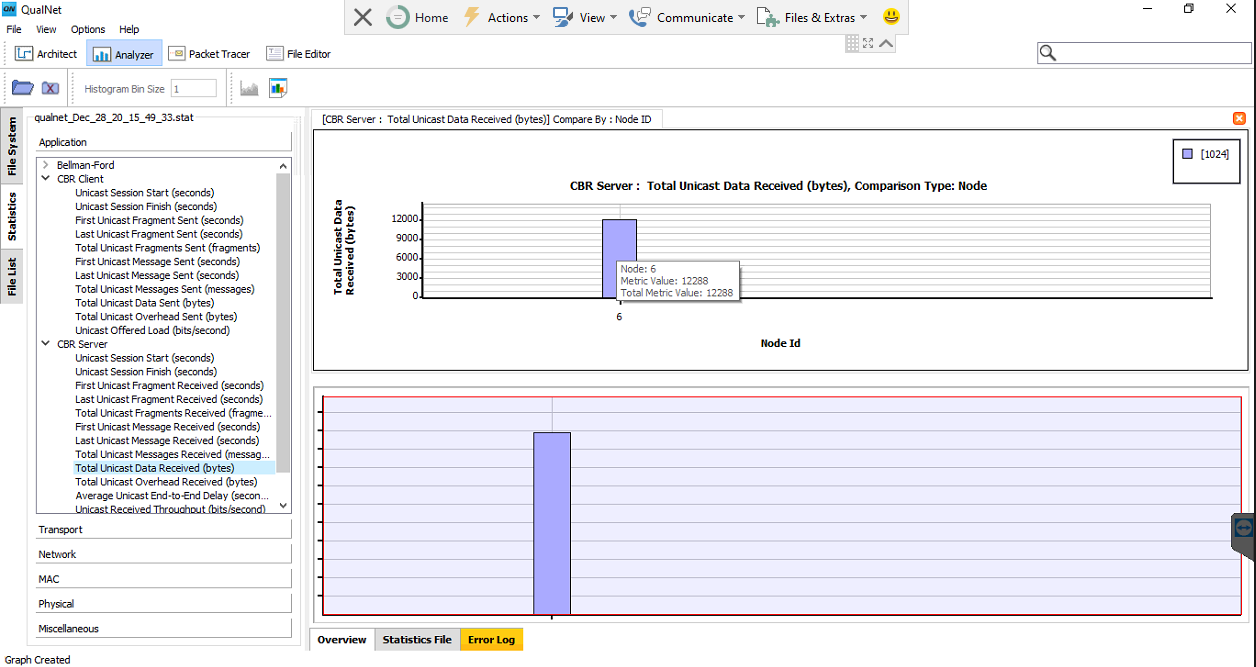 QN QualNet
Home Actions View Communicate Files & Extras
File View Options Help
Architect Analyzer Packet Tracer File Editor
Histogram Bin Size 1
File System
Statistics
File List
qualnet_Dec_28_20_15_49_33.stat
Application
Bellman-Ford
CBR Client
Unicast Session Start (seconds)
Unicast Session Finish (seconds)
First Unicast Fragment Sent (seconds)
Last Unicast Fragment Sent (seconds)
Total Unicast Fragments Sent (fragments)
First Unicast Message Sent (seconds)
Last Unicast Message Sent (seconds)
Total Unicast Messages Sent (messages)
Total Unicast Data Sent (bytes)
Total Unicast Overhead Sent (bytes)
Unicast Offered Load (bits/second)
CBR Server
Unicast Session Start (seconds)
Unicast Session Finish (seconds)
First Unicast Fragment Received (seconds)
Last Unicast Fragment Received (seconds)
Total Unicast Fragments Received (fragme...
First Unicast Message Received (seconds)
Last Unicast Message Received (seconds)
Total Unicast Messages Received (messag...
Total Unicast Data Received (bytes)
Total Unicast Overhead Received (bytes)
Average Unicast End-to-End Delay (secon...
Unicast Received Throughput (bits/second)
Transport
Network
MAC
Physical
Miscellaneous
[CBR Server : Total Unicast Data Received (bytes)] Compare By : Node ID
[1024]
CBR Server : Total Unicast Data Received (bytes), Comparison Type: Node
Total Unicast Data
Received (bytes)
12000
9000
6000
3000
0
Node: 6
Metric Value: 12288
Total Metric Value: 12288
6
Node Id
Overview Statistics File Error Log
Graph Created